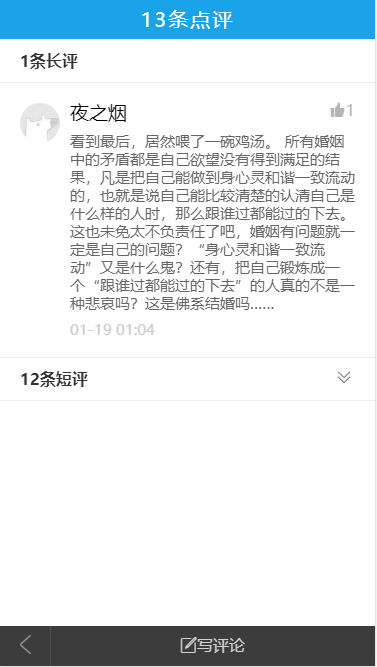 13条点评
1条长评
夜之烟
1
看到最后，居然喂了一碗鸡汤。 所有婚姻
中的矛盾都是自己欲望没有得到满足的结
果，凡是把自己能做到身心灵和谐一致流动
的，也就是说自己能比较清楚的认清自己是
什么样的人时，那么跟谁过都能过的下去。
这也未免太不负责任了吧，婚姻有问题就一
定是自己的问题？“身心灵和谐一致流
动”又是什么鬼？还有，把自己锻炼成一
个“跟谁过都能过的下去”的人真的不是一
种悲哀吗？这是佛系结婚吗......
01-19 01:04
12条短评
写评论